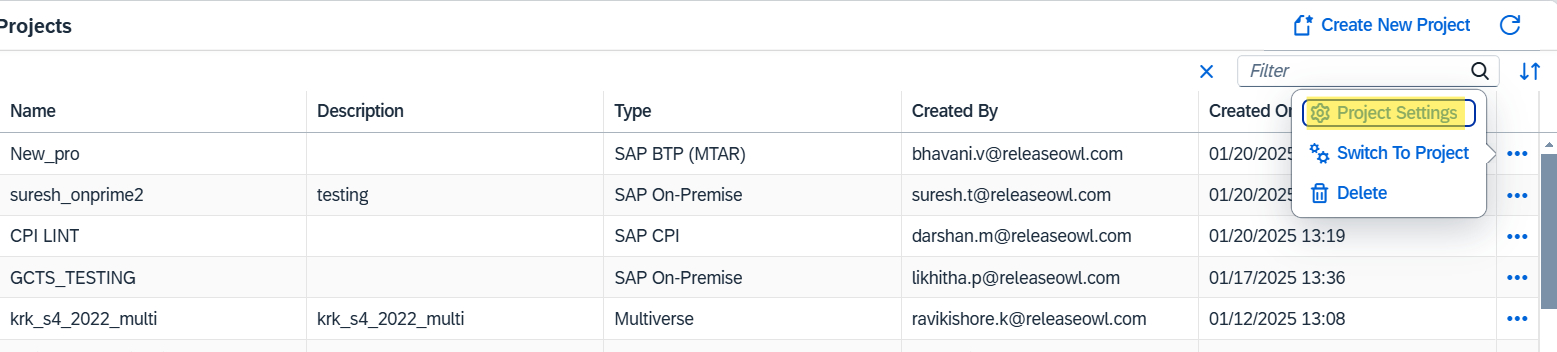 Projects
Create New Project
Filter
Name Description Type Created By Created On
Project Settings
New_pro SAP BTP (MTAR) bhavani.v@releaseowl.com 01/20/2025
Switch To Project
suresh_onprime2 testing SAP On-Premise suresh.t@releaseowl.com 01/20/2025
Delete
CPI LINT SAP CPI darshan.m@releaseowl.com 01/20/2025 13:19
GCTS_TESTING SAP On-Premise likhitha.p@releaseowl.com 01/17/2025 13:36
krk_s4_2022_multi krk_s4_2022_multi Multiverse ravikishore.k@releaseowl.com 01/12/2025 13:08